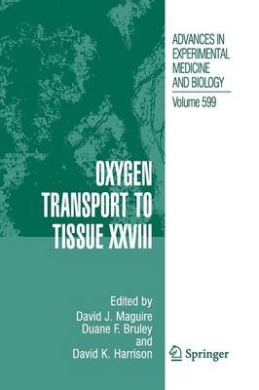 ADVANCES IN
EXPERIMENTAL
MEDICINE
AND BIOLOGY
Volume 599
OXYGEN
TRANSPORT TO
TISSUE XXVIII
Edited by
David J. Maguire
Duane F. Bruley
and
David K. Harrison
Springer